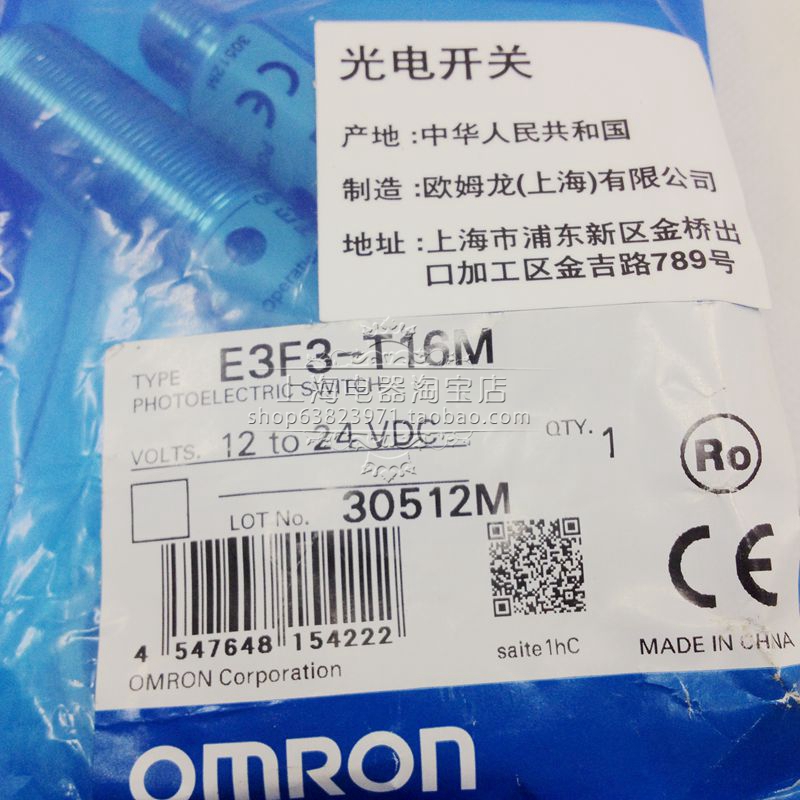 30512M
CE
光电开关
产地:中华人民共和国
制造:欧姆龙(上海)有限公司
地址:上海市浦东新区金桥出
口加工区金吉路789号
TYPE E3F3-T16M
PHOTOELECTRIC SWITCH
上海电器淘宝店
shop63823971.taobao.com
VOLTS. 12 to 24 VDC
QTY. 1
Ro
LOT No. 30512M
CE
4 547648 154222
saite1hC
MADE IN CHNA
OMRON Corporation
OMRON